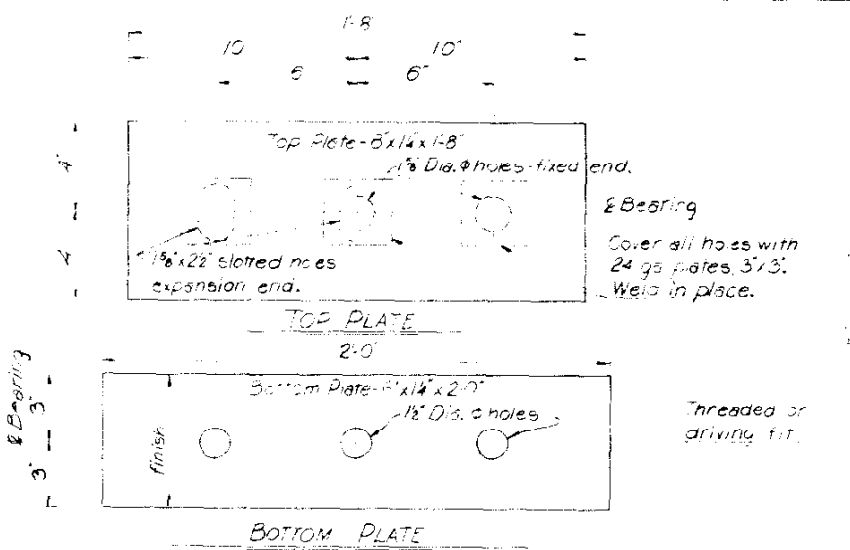 1-8
10 10"
6 6"
Top Plate-8"x1¼"x1-8"
Dia. φ holes-fixed end.
4"
4"
℄ Bearing
Cover all holes with
24 ga plates, 3"x3".
Weld in place.
1⅝"x2½" slotted holes
expansion end.
TOP PLATE
2'-0"
Bottom Plate- x1¼"x2'-0"
1½" Dia. φ holes
℄ Bearing
3"
3"
finish
Threaded or
driving fit.
BOTTOM PLATE